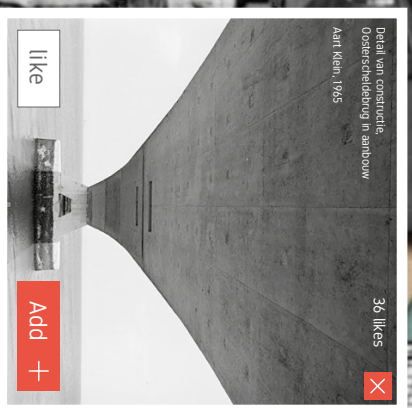 Detail van constructie,
Oosterscheldebrug in aanbouw
Aart Klein, 1965
36 likes
like
Add +